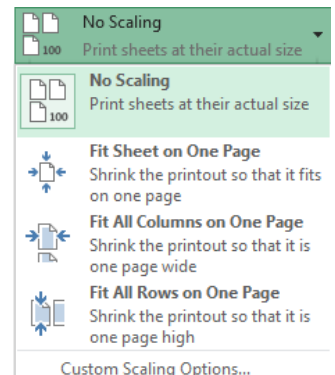 No Scaling
100 Print sheets at their actual size
No Scaling
100 Print sheets at their actual size
Fit Sheet on One Page
Shrink the printout so that it fits
on one page
Fit All Columns on One Page
Shrink the printout so that it is
one page wide
Fit All Rows on One Page
Shrink the printout so that it is
one page high
Custom Scaling Options...